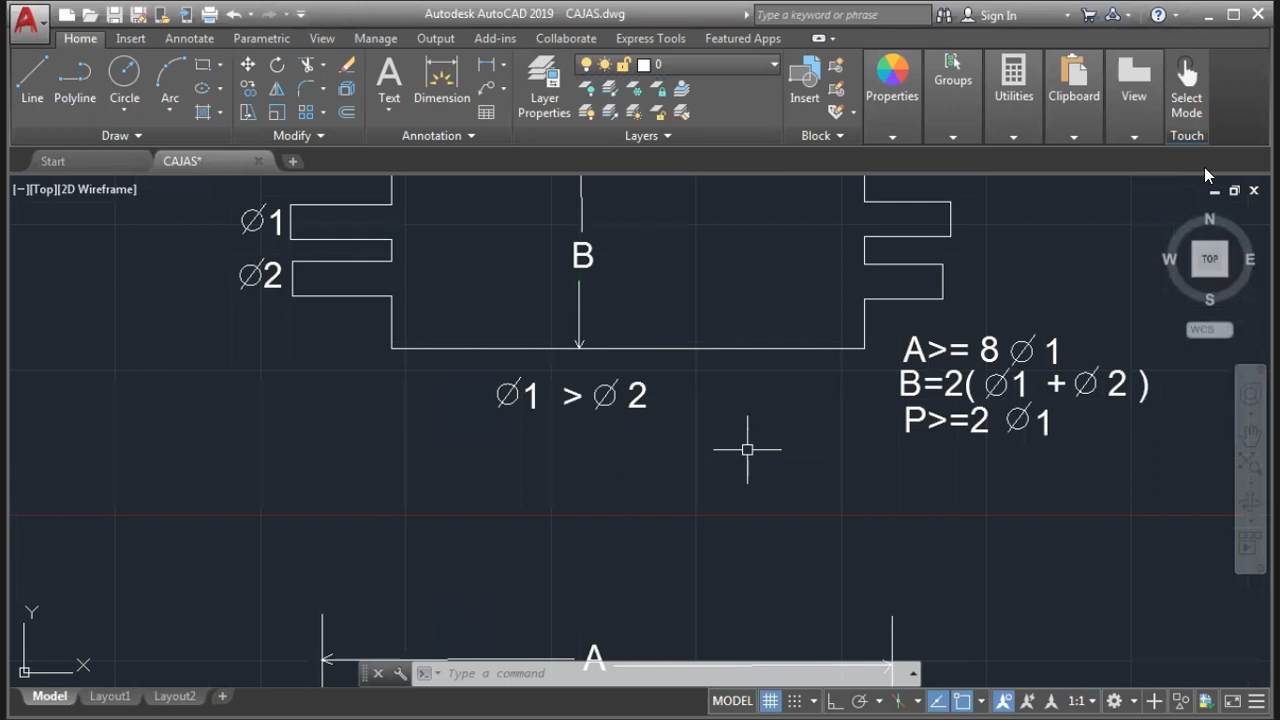 Autodesk AutoCAD 2019 CAJAS.dwg
Type a keyword or phrase
Sign In
Home Insert Annotate Parametric View Manage Output Add-ins Collaborate Express Tools Featured Apps
Line Polyline Circle Arc
Text Dimension
Layer Properties
0
Insert
Properties
Groups
Utilities
Clipboard
View
Select Mode
Draw Modify Annotation Layers Block Touch
Start CAJAS*
[−][Top][2D Wireframe]
N
W TOP E
S
WCS
∅1
B
∅2
A>= 8 ∅ 1
B=2( ∅1 + ∅ 2 )
P>=2 ∅1
∅1 > ∅ 2
Y
X
A
Type a command
Model Layout1 Layout2
MODEL 1:1